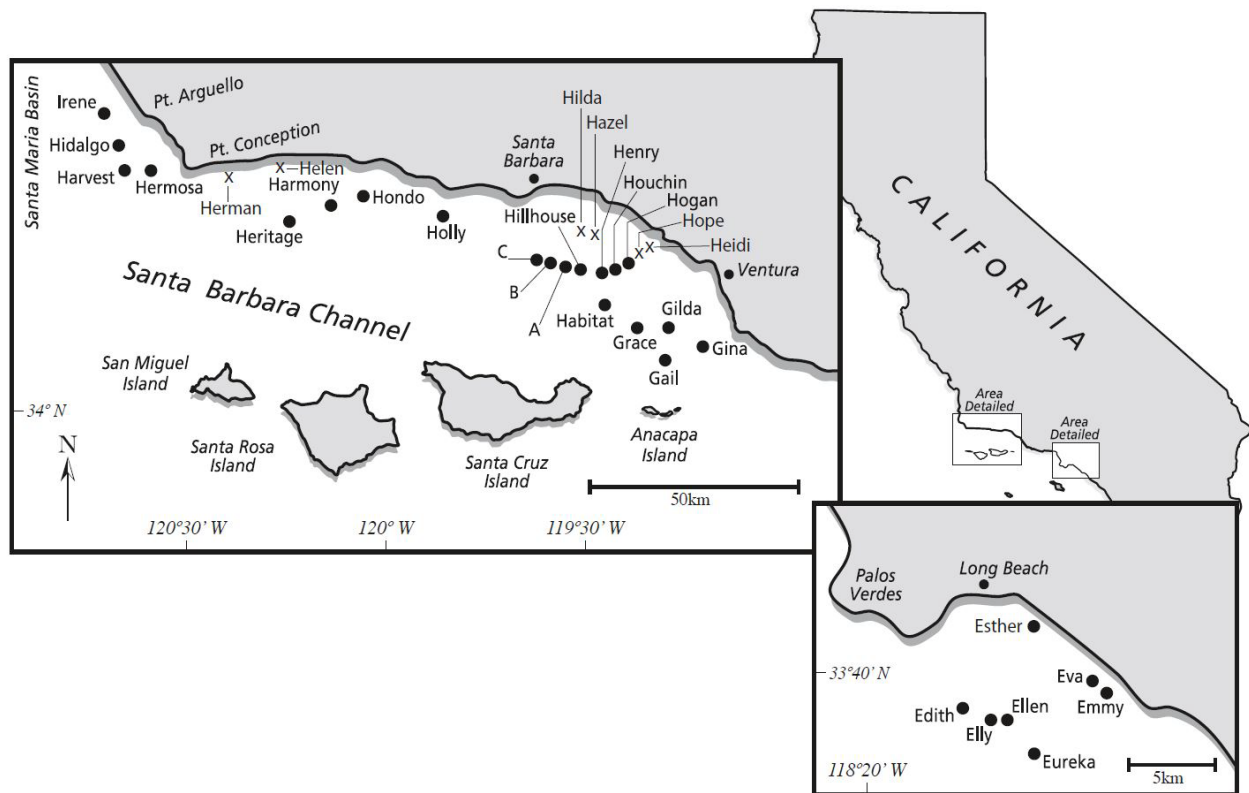 Santa Maria Basin
Irene
Pt. Arguello
Hidalgo
Pt. Conception
Harvest
Hermosa
X
Herman
X
Helen
Harmony
Heritage
Hondo
Holly
Santa
Barbara
Hilda
Hazel
Henry
Houchin
Hogan
Hope
Heidi
X
X
X
X
Hillhouse
C
B
A
Habitat
Grace
Gilda
Gail
Gina
Ventura
Santa Barbara Channel
San Miguel
Island
Santa Rosa
Island
Santa Cruz
Island
Anacapa
Island
34° N
N
50km
120°30' W
120° W
119°30' W
CALIFORNIA
Area
Detailed
Area
Detailed
Palos
Verdes
Long Beach
Esther
33°40' N
Eva
Emmy
Edith
Elly
Ellen
Eureka
118°20' W
5km